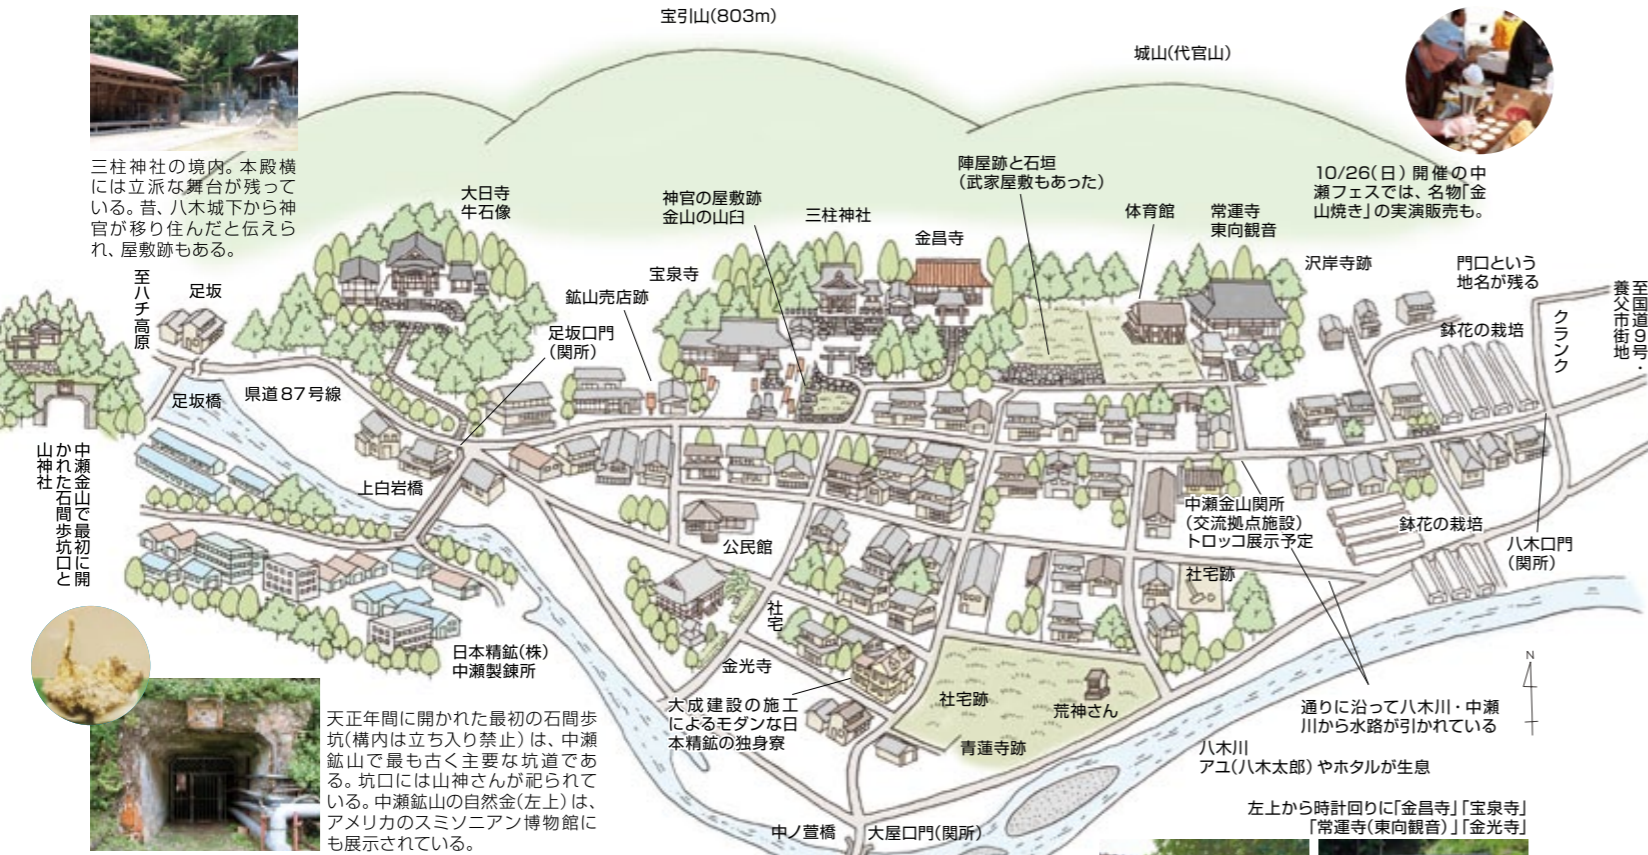 宝引山(803m)
城山(代官山)
三柱神社の境内。本殿横
には立派な舞台が残って
いる。昔、八木城下から神
官が移り住んだと伝えら
れ、屋敷跡もある。
10/26(日)開催の中
瀬フェスでは、名物「金
山焼き」の実演販売も。
大日寺
牛石像
神官の屋敷跡
金山の山臼
三柱神社
金昌寺
陣屋跡と石垣
(武家屋敷もあった)
体育館
常運寺
東向観音
沢岸寺跡
門口という
地名が残る
至国道9号・
養父市街地
クランク
鉢花の栽培
至ハチ高原
足坂
宝泉寺
鉱山売店跡
足坂口門
(関所)
県道87号線
足坂橋
中瀬金山で最初に開
かれた石間歩坑口と
山神社
上白岩橋
公民館
中瀬金山関所
(交流拠点施設)
トロッコ展示予定
鉢花の栽培
八木口門
(関所)
社宅跡
社宅
金光寺
日本精鉱(株)
中瀬製錬所
大成建設の施工
によるモダンな日
本精鉱の独身寮
社宅跡
荒神さん
青蓮寺跡
N
通りに沿って八木川・中瀬
川から水路が引かれている
八木川
アユ(八木太郎)やホタルが生息
天正年間に開かれた最初の石間歩
坑(構内は立ち入り禁止)は、中瀬
鉱山で最も古く主要な坑道であ
る。坑口には山神さんが祀られて
いる。中瀬鉱山の自然金(左上)は、
アメリカのスミソニアン博物館に
も展示されている。
中ノ萱橋
大屋口門(関所)
左上から時計回りに「金昌寺」「宝泉寺」
「常運寺(東向観音)」「金光寺」